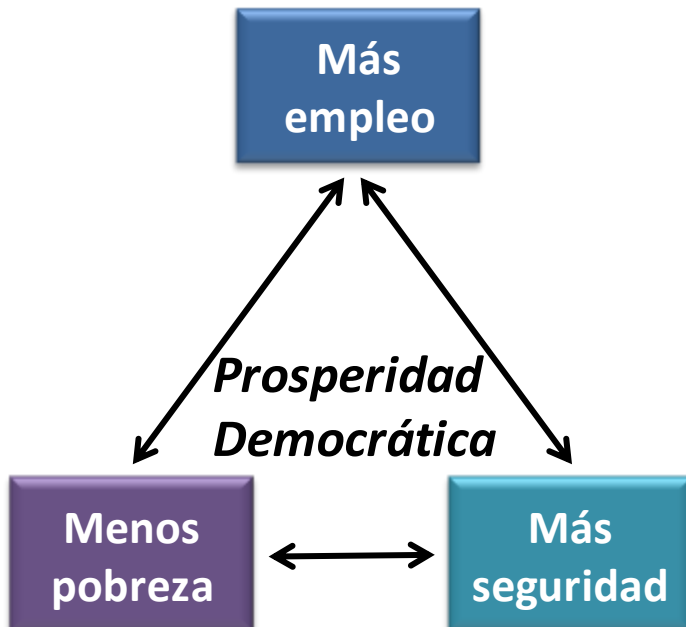 Más
empleo
Prosperidad
Democrática
Menos
pobreza
Más
seguridad